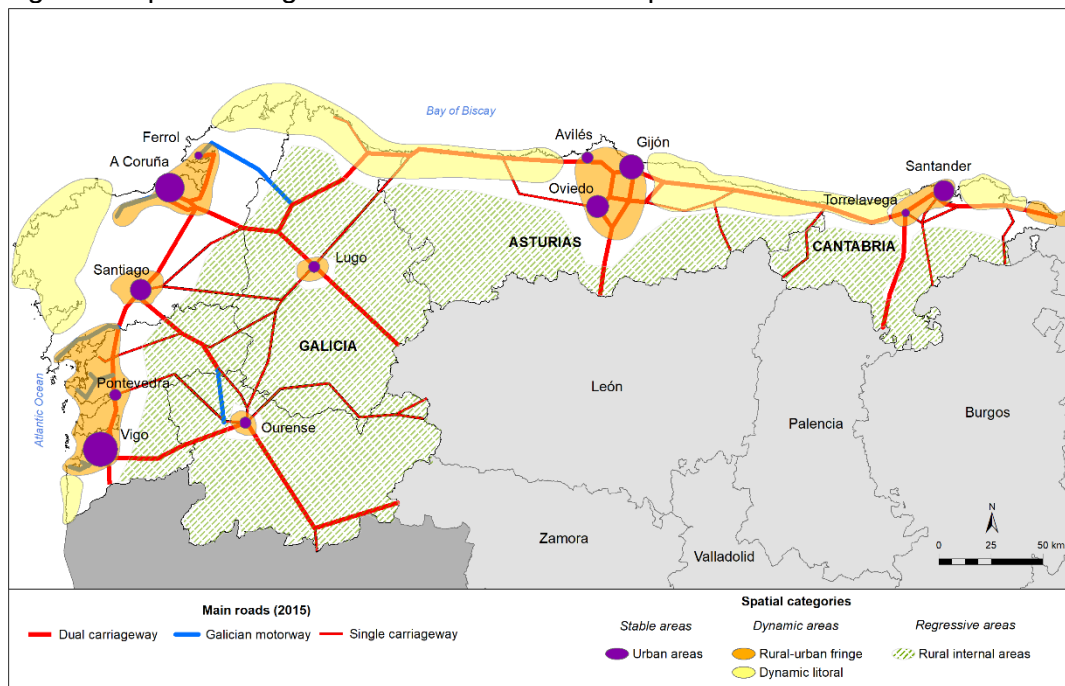 Bay of Biscay
Ferrol
Avilés
Gijón
A Coruña
Santander
Oviedo
Torrelavega
ASTURIAS
CANTABRIA
Lugo
Santiago
GALICIA
León
Atlantic Ocean
Pontevedra
Palencia
Burgos
Ourense
Vigo
N
Zamora
Valladolid
0 25 50 km
Main roads (2015)
Dual carriageway
Galician motorway
Single carriageway
Spatial categories
Stable areas
Dynamic areas
Regressive areas
Urban areas
Rural-urban fringe
Rural internal areas
Dynamic litoral